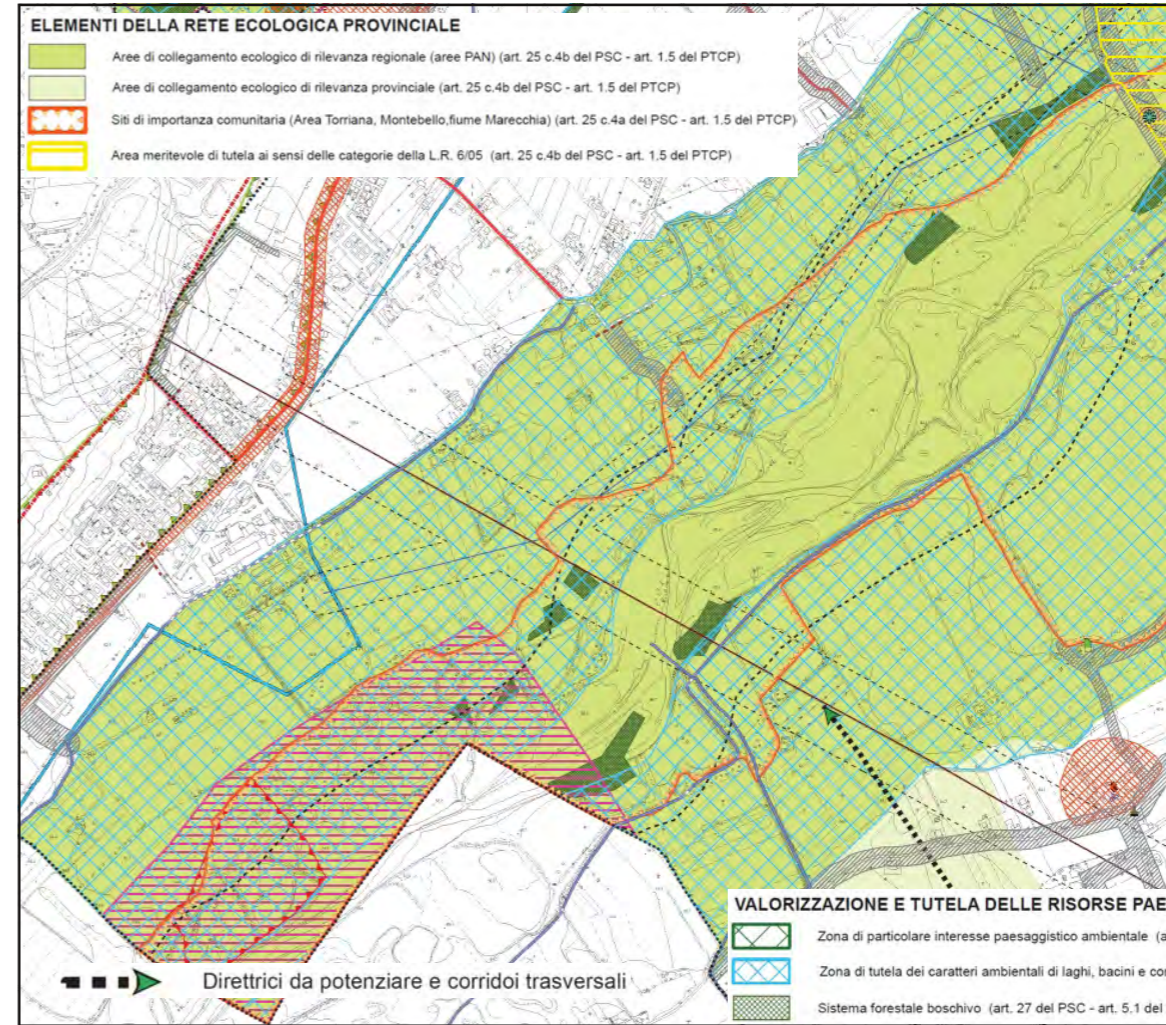 ELEMENTI DELLA RETE ECOLOGICA PROVINCIALE
Aree di collegamento ecologico di rilevanza regionale (aree PAN) (art. 25 c.4b del PSC - art. 1.5 del PTCP)
Aree di collegamento ecologico di rilevanza provinciale (art. 25 c.4b del PSC - art. 1.5 del PTCP)
Siti di importanza comunitaria (Area Torriana, Montebello,fiume Marecchia) (art. 25 c.4a del PSC - art. 1.5 del PTCP)
Area meritevole di tutela ai sensi delle categorie della L.R. 6/05 (art. 25 c.4b del PSC - art. 1.5 del PTCP)
VALORIZZAZIONE E TUTELA DELLE RISORSE PAE
Zona di particolare interesse paesaggistico ambientale (a
Zona di tutela dei caratteri ambientali di laghi, bacini e co
Sistema forestale boschivo (art. 27 del PSC - art. 5.1 del
Direttrici da potenziare e corridoi trasversali